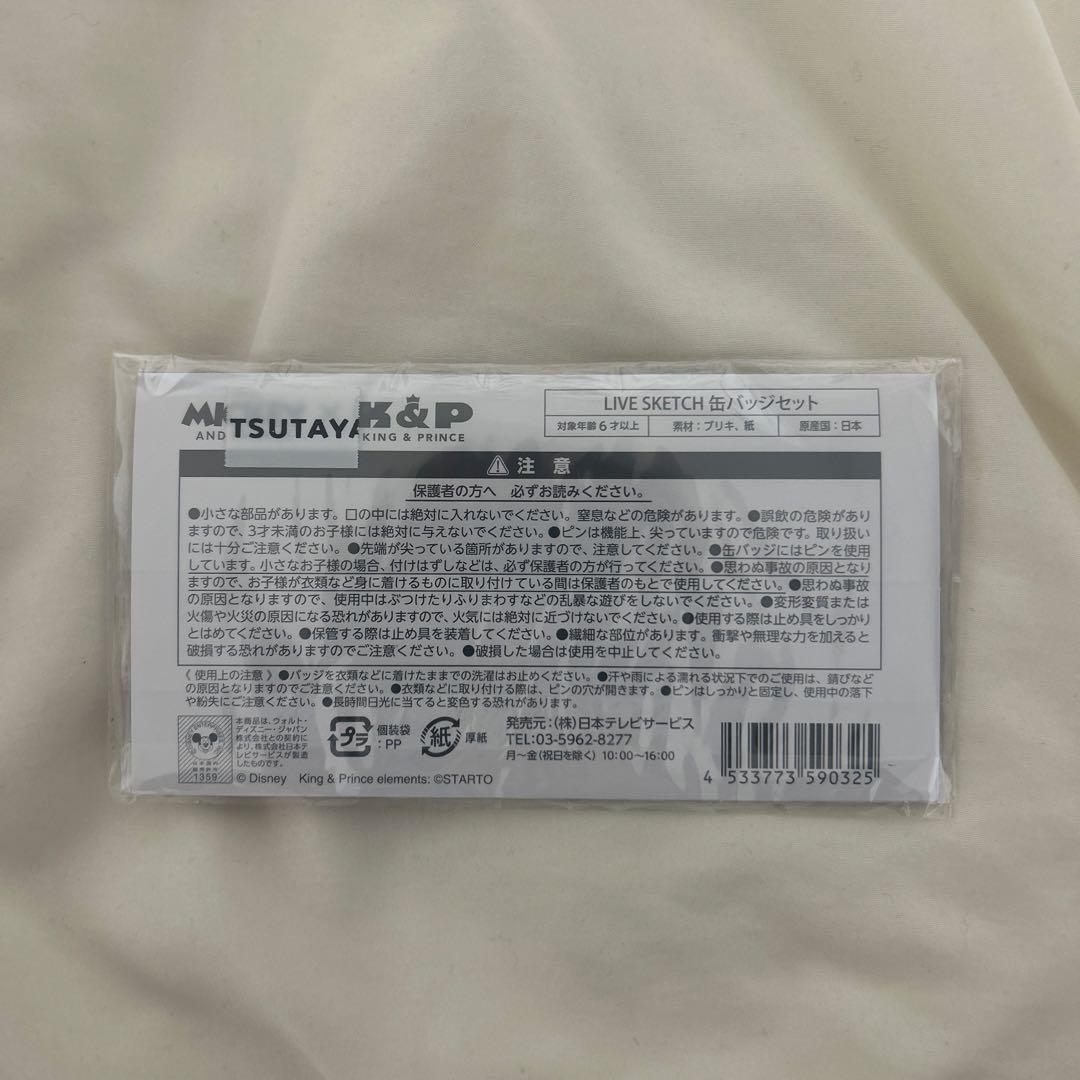 TSUTAYA
K&P
AND
KING & PRINCE
LIVE SKETCH 缶バッジセット
対象年齢6才以上 素材：ブリキ、紙 原産国：日本
注 意
保護者の方へ 必ずお読みください。
●小さな部品があります。口の中には絶対に入れないでください。窒息などの危険があります。●誤飲の危険があり
ますので、3才未満のお子様には絶対に与えないでください。●ピンは機能上、尖っていますので危険です。取り扱い
には十分ご注意ください。●先端が尖っている箇所がありますので、注意してください。●缶バッジにはピンを使用
しています。小さなお子様の場合、付けはずしなどは、必ず保護者の方が行ってください。●思わぬ事故の原因となり
ますので、お子様が衣類など身に着けるものに取り付けている間は保護者のもとで使用してください。●思わぬ事故
の原因となりますので、使用中はぶつけたりふりまわすなどの乱暴な遊びをしないでください。●変形変質または
火傷や火災の原因になる恐れがありますので、火気には絶対に近づけないでください。●使用する際は止め具をしっかり
とはめてください。●保管する際は止め具を装着してください。●繊細な部位があります。衝撃や無理な力を加えると
破損する恐れがありますのでご注意ください。●破損した場合は使用を中止してください。
《使用上の注意》●バッジを衣類などに着けたままでの洗濯はお止めください。●汗や雨による濡れる状況下でのご使用は、錆びなど
の原因となりますのでご注意ください。●衣類などに取り付ける際は、ピンの穴が開きます。●ピンはしっかりと固定し、使用中の落下
や紛失にご注意ください。●長時間日光に当てると変色する恐れがあります。
本商品は、ウォルト・
ディズニー・ジャパン
株式会社との契約に
より、株式会社日本テ
レビサービスが製造
したものです。
1359
プラ
個装袋
：PP
紙
厚紙
発売元：(株)日本テレビサービス
TEL:03-5962-8277
月～金(祝日を除く) 10:00～16:00
© Disney King & Prince elements: ©STARTO
4 533773 590325